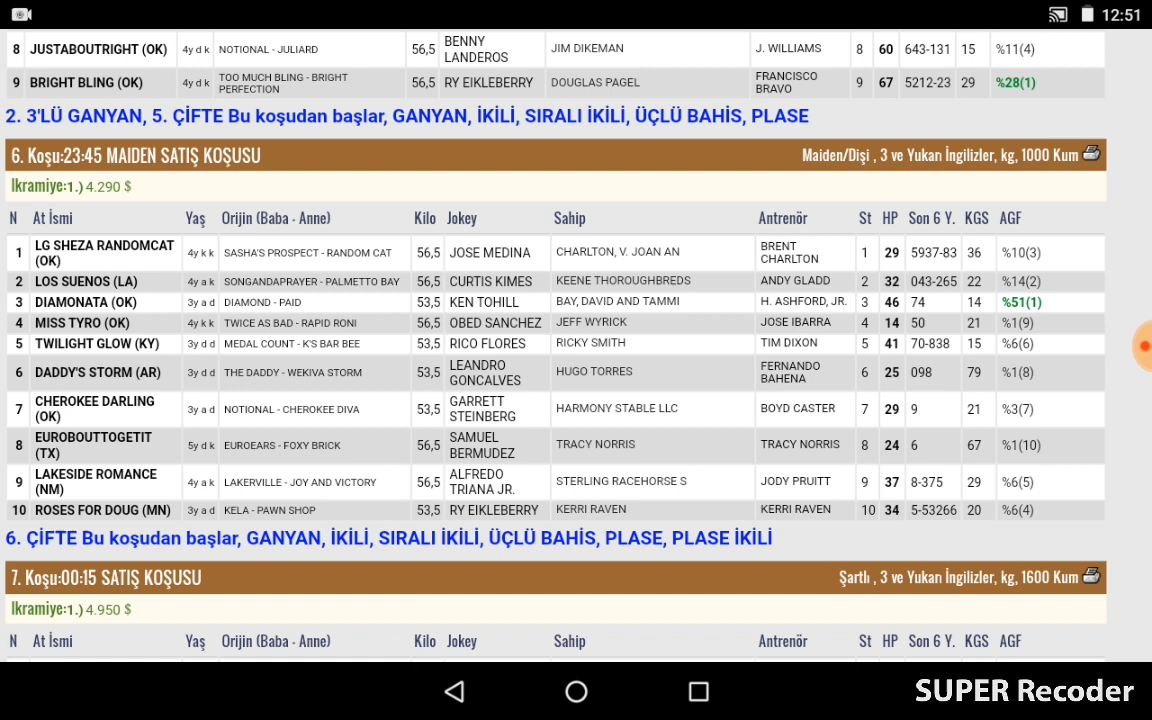 12:51
8 JUSTABOUTRIGHT (OK) 4y d k NOTIONAL - JULIARD 56,5 BENNY LANDEROS JIM DIKEMAN J. WILLIAMS 8 60 643-131 15 %11(4)
9 BRIGHT BLING (OK) 4y d k TOO MUCH BLING - BRIGHT PERFECTION 56,5 RY EIKLEBERRY DOUGLAS PAGEL FRANCISCO BRAVO 9 67 5212-23 29 %28(1)
2. 3'LÜ GANYAN, 5. ÇİFTE Bu koşudan başlar, GANYAN, İKİLİ, SIRALI İKİLİ, ÜÇLÜ BAHİS, PLASE
6. Koşu:23:45 MAIDEN SATIŞ KOŞUSU Maiden/Dişi , 3 ve Yukarı İngilizler, kg, 1000 Kum
Ikramiye:1.) 4.290 $
N At İsmi Yaş Orijin (Baba - Anne) Kilo Jokey Sahip Antrenör St HP Son 6 Y. KGS AGF
1 LG SHEZA RANDOMCAT (OK) 4y k k SASHA'S PROSPECT - RANDOM CAT 56,5 JOSE MEDINA CHARLTON, V. JOAN AN BRENT CHARLTON 1 29 5937-83 36 %10(3)
2 LOS SUENOS (LA) 4y a k SONGANDAPRAYER - PALMETTO BAY 56,5 CURTIS KIMES KEENE THOROUGHBREDS ANDY GLADD 2 32 043-265 22 %14(2)
3 DIAMONATA (OK) 3y a d DIAMOND - PAID 53,5 KEN TOHILL BAY, DAVID AND TAMMI H. ASHFORD, JR. 3 46 74 14 %51(1)
4 MISS TYRO (OK) 4y k k TWICE AS BAD - RAPID RONI 56,5 OBED SANCHEZ JEFF WYRICK JOSE IBARRA 4 14 50 21 %1(9)
5 TWILIGHT GLOW (KY) 3y d d MEDAL COUNT - K'S BAR BEE 53,5 RICO FLORES RICKY SMITH TIM DIXON 5 41 70-838 15 %6(6)
6 DADDY'S STORM (AR) 3y d d THE DADDY - WEKIVA STORM 53,5 LEANDRO GONCALVES HUGO TORRES FERNANDO BAHENA 6 25 098 79 %1(8)
7 CHEROKEE DARLING (OK) 3y a d NOTIONAL - CHEROKEE DIVA 53,5 GARRETT STEINBERG HARMONY STABLE LLC BOYD CASTER 7 29 9 21 %3(7)
8 EUROBOUTTOGETIT (TX) 5y d k EUROEARS - FOXY BRICK 56,5 SAMUEL BERMUDEZ TRACY NORRIS TRACY NORRIS 8 24 6 67 %1(10)
9 LAKESIDE ROMANCE (NM) 4y a k LAKERVILLE - JOY AND VICTORY 56,5 ALFREDO TRIANA JR. STERLING RACEHORSE S JODY PRUITT 9 37 8-375 29 %6(5)
10 ROSES FOR DOUG (MN) 3y a d KELA - PAWN SHOP 53,5 RY EIKLEBERRY KERRI RAVEN KERRI RAVEN 10 34 5-53266 20 %6(4)
6. ÇİFTE Bu koşudan başlar, GANYAN, İKİLİ, SIRALI İKİLİ, ÜÇLÜ BAHİS, PLASE, PLASE İKİLİ
7. Koşu:00:15 SATIŞ KOŞUSU Şartlı , 3 ve Yukarı İngilizler, kg, 1600 Kum
Ikramiye:1.) 4.950 $
N At İsmi Yaş Orijin (Baba - Anne) Kilo Jokey Sahip Antrenör St HP Son 6 Y. KGS AGF
SUPER Recoder